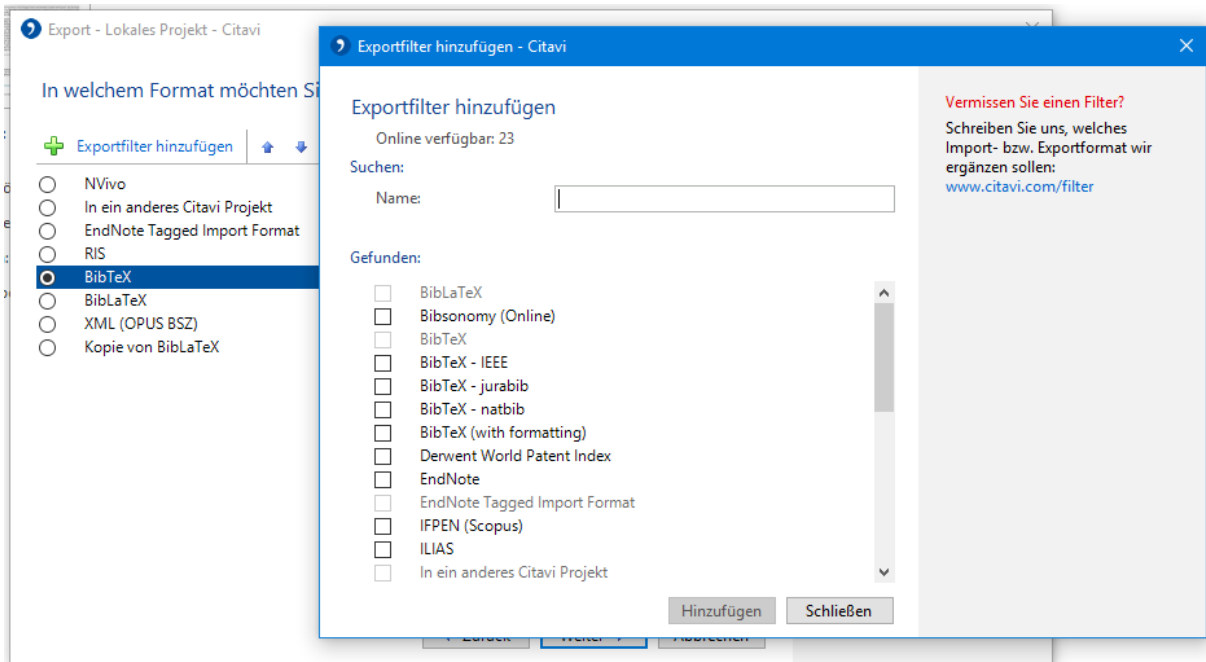 Export - Lokales Projekt - Citavi
In welchem Format möchten Si
Exportfilter hinzufügen
NVivo
In ein anderes Citavi Projekt
EndNote Tagged Import Format
RIS
BibTeX
BibLaTeX
XML (OPUS BSZ)
Kopie von BibLaTeX
Exportfilter hinzufügen - Citavi
Exportfilter hinzufügen
Online verfügbar: 23
Suchen:
Name:
Gefunden:
BibLaTeX
Bibsonomy (Online)
BibTeX
BibTeX - IEEE
BibTeX - jurabib
BibTeX - natbib
BibTeX (with formatting)
Derwent World Patent Index
EndNote
EndNote Tagged Import Format
IFPEN (Scopus)
ILIAS
In ein anderes Citavi Projekt
Hinzufügen
Schließen
Vermissen Sie einen Filter?
Schreiben Sie uns, welches
Import- bzw. Exportformat wir
ergänzen sollen:
www.citavi.com/filter
Zurück
Weiter
Abbrechen